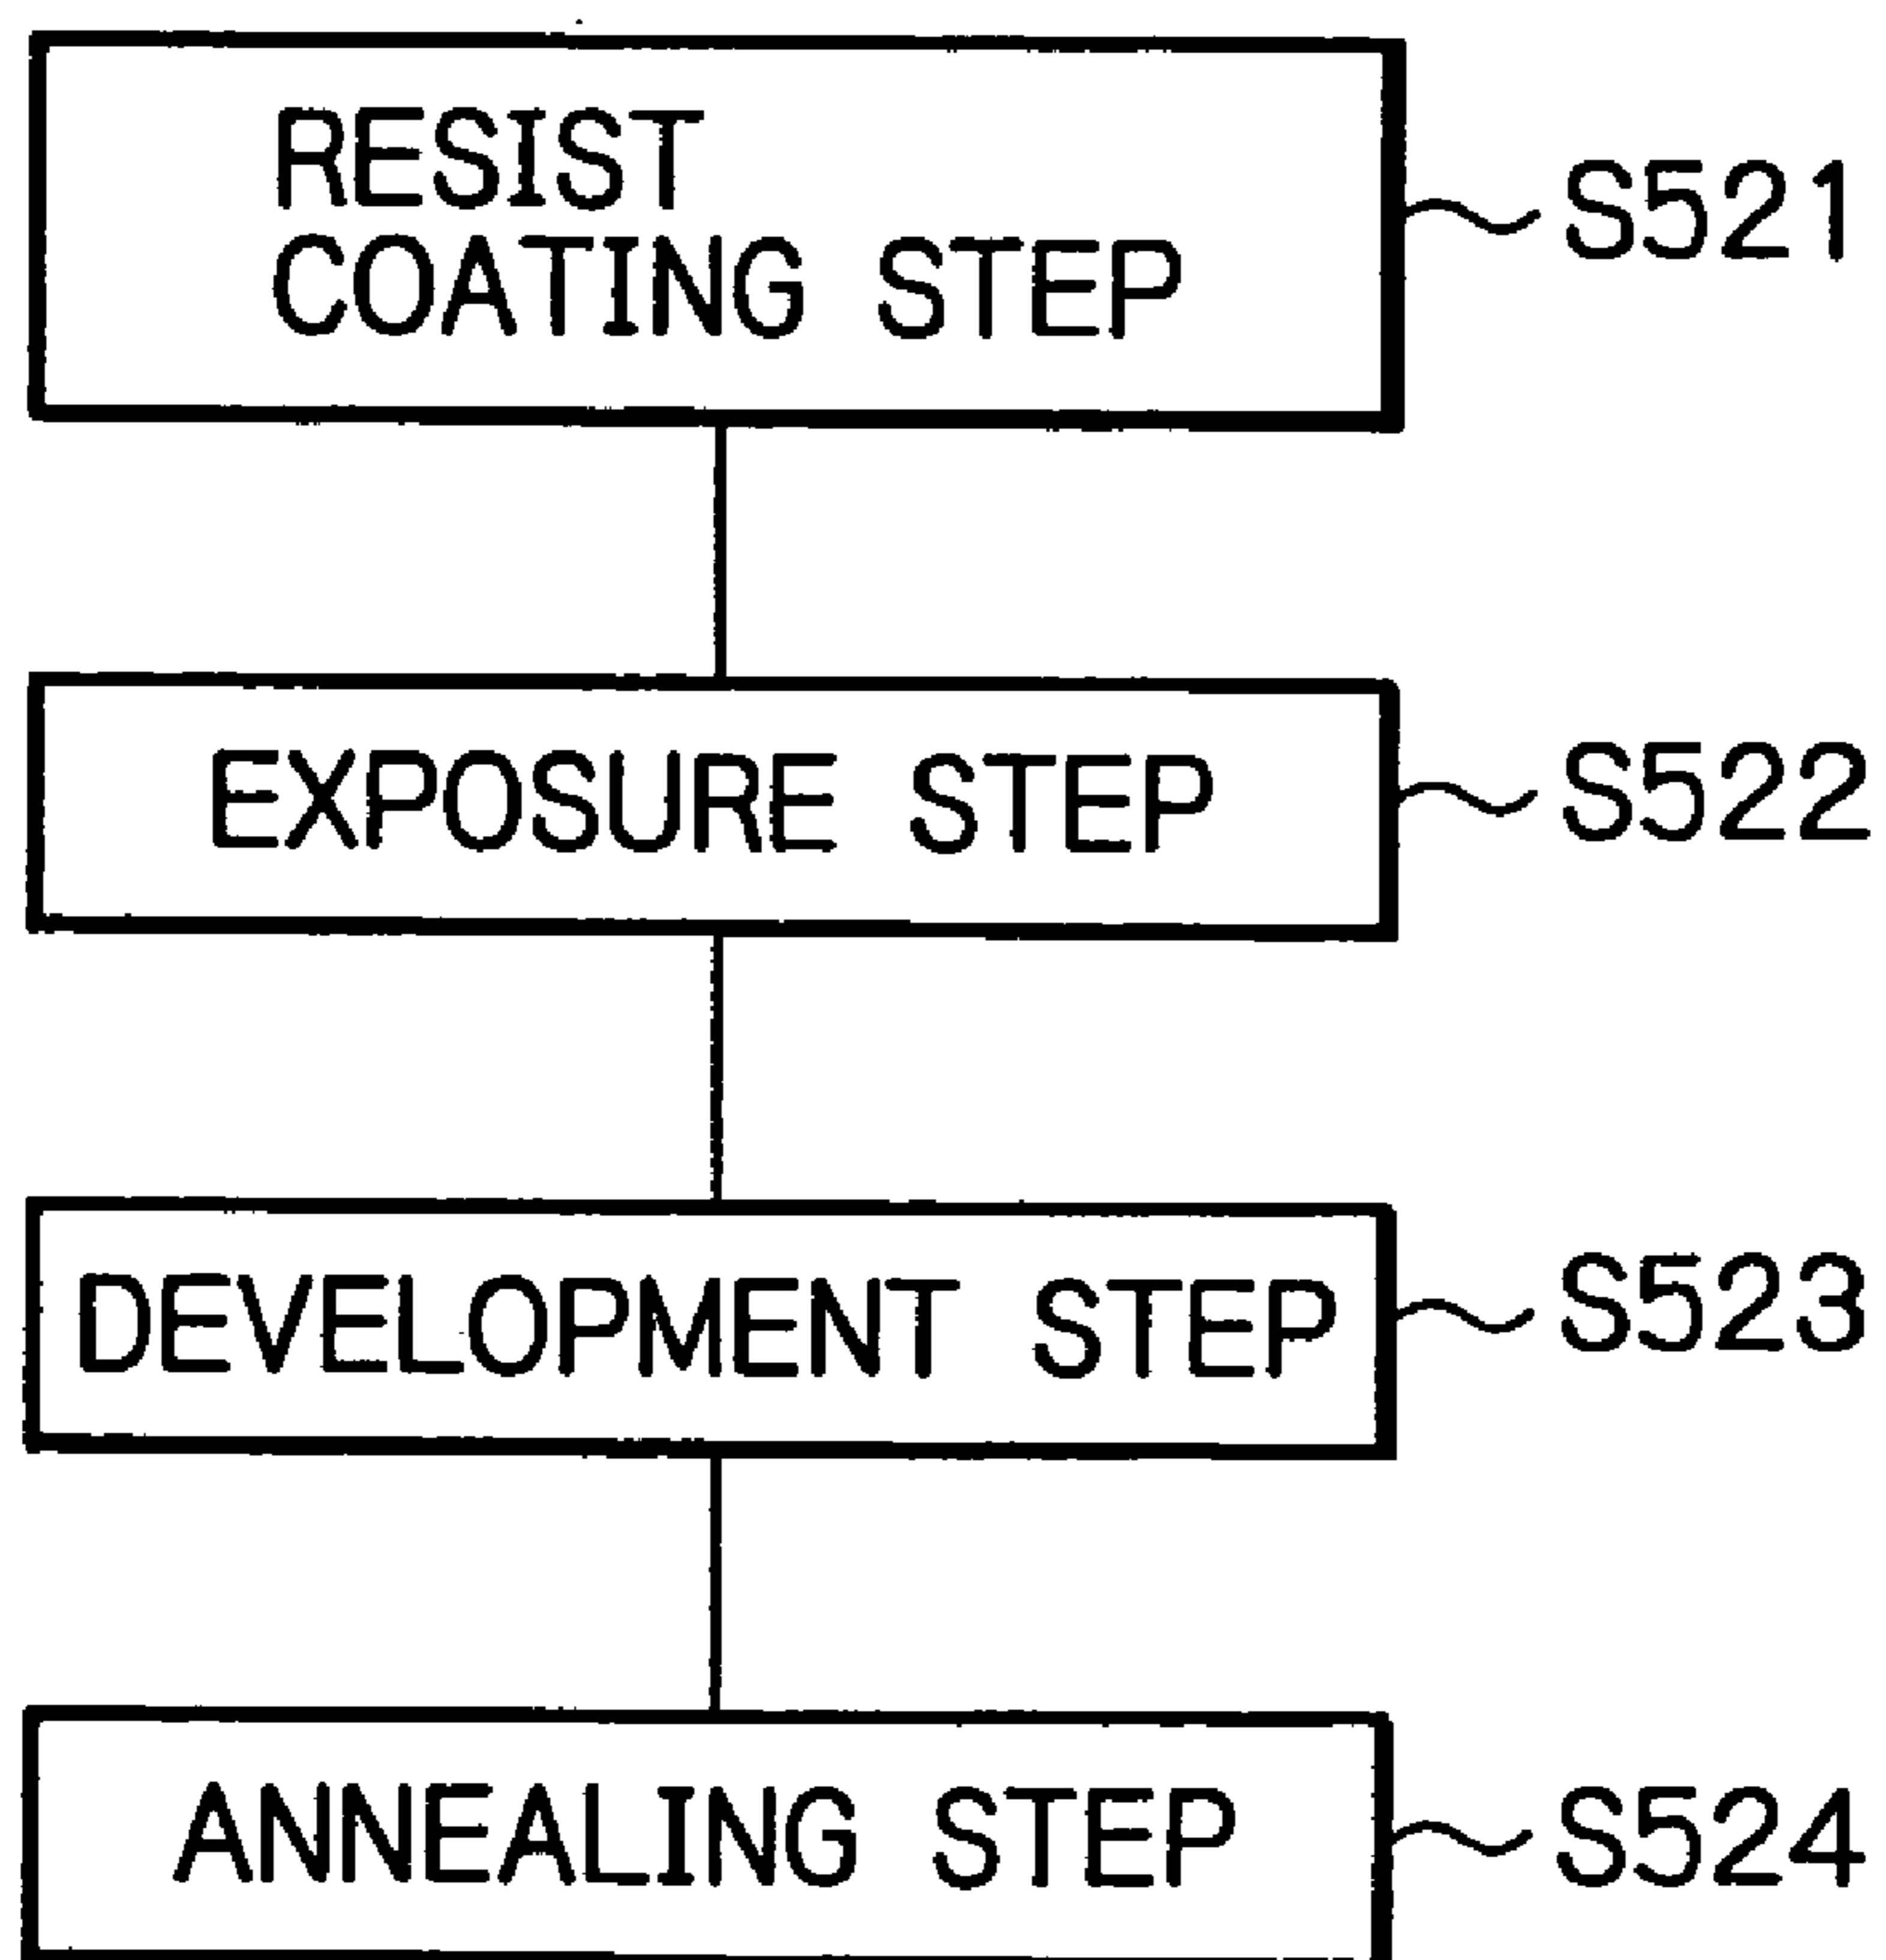 RESIST
COATING STEP
S521
EXPOSURE STEP
S522
DEVELOPMENT STEP
S523
ANNEALING STEP
S524